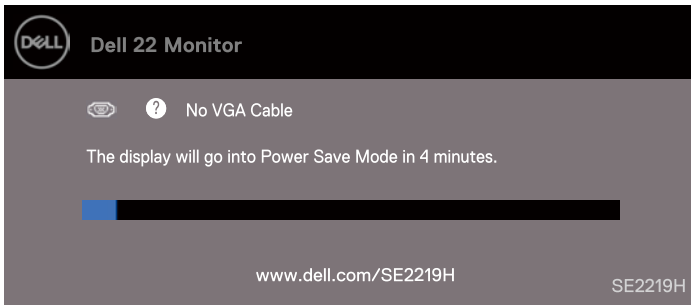 DELL
Dell 22 Monitor
? No VGA Cable
The display will go into Power Save Mode in 4 minutes.
www.dell.com/SE2219H
SE2219H